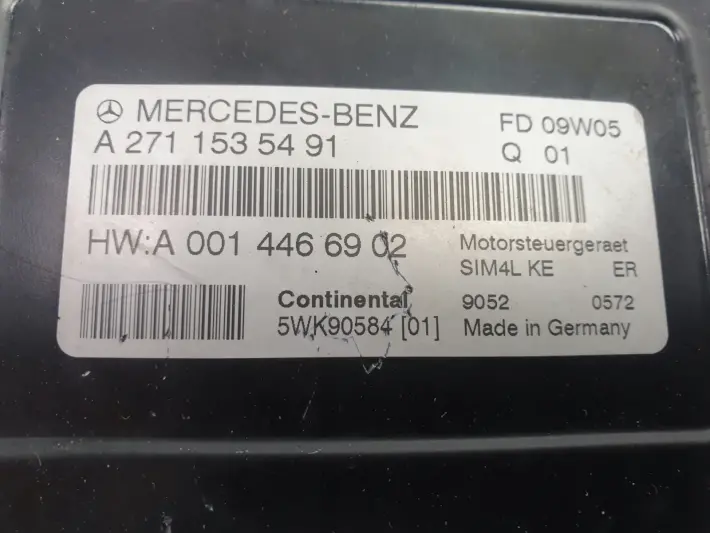 MERCEDES-BENZ
FD 09W05
A 271 153 54 91
Q 01
HW:A 001 446 69 02
Motorsteuergeraet
SIM4L KE ER
Continental
9052 0572
5WK90584 [01]
Made in Germany